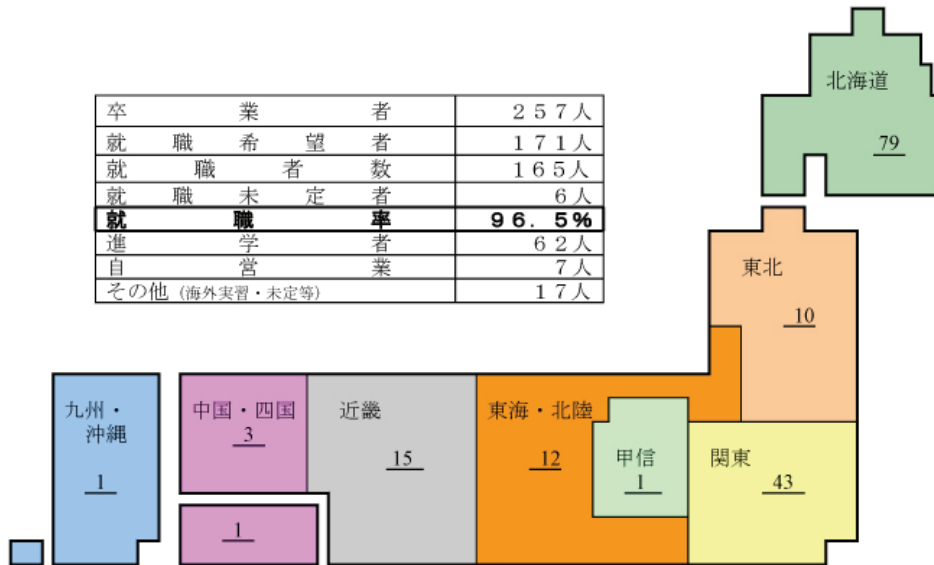 卒業者 257人
就職希望者 171人
就職者数 165人
就職未定者 6人
就職率 96.5%
進学者 62人
自営業 7人
その他(海外実習・未定等) 17人
北海道
79
東北
10
九州・
沖縄
1
中国・四国
3
1
近畿
15
東海・北陸
12
甲信
1
関東
43